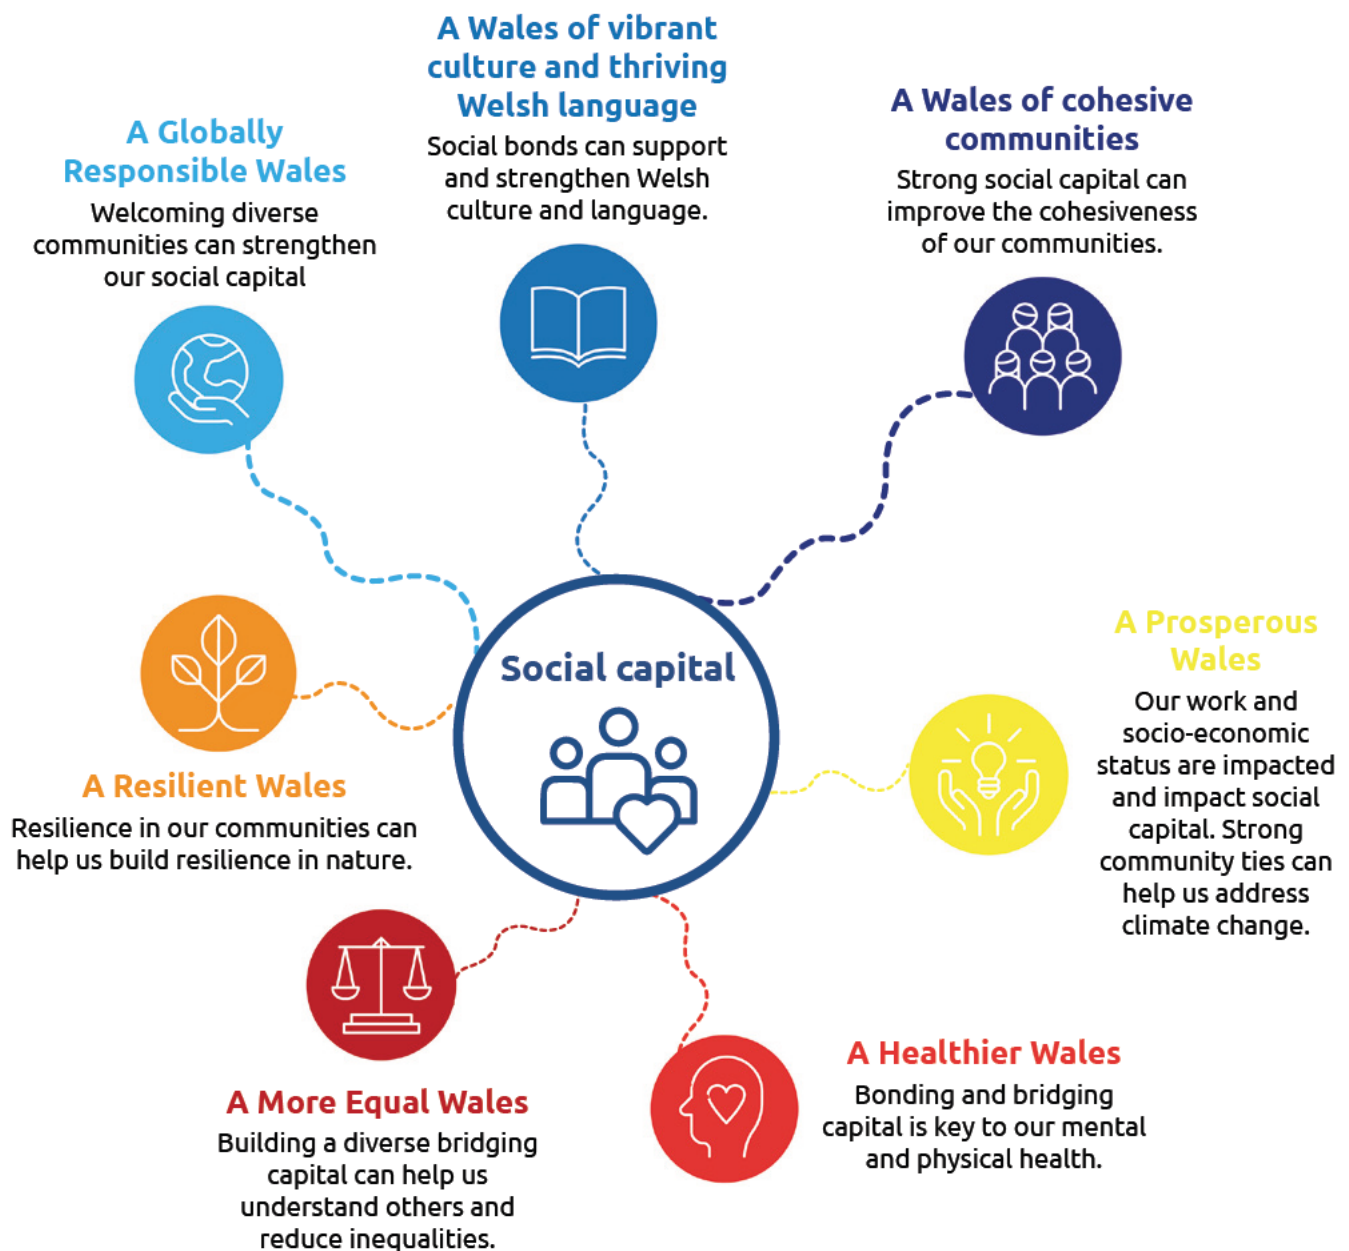 A Wales of vibrant
culture and thriving
Welsh language
Social bonds can support
and strengthen Welsh
culture and language.
A Wales of cohesive
communities
Strong social capital can
improve the cohesiveness
of our communities.
A Globally
Responsible Wales
Welcoming diverse
communities can strengthen
our social capital
Social capital
A Prosperous
Wales
Our work and
socio-economic
status are impacted
and impact social
capital. Strong
community ties can
help us address
climate change.
A Resilient Wales
Resilience in our communities can
help us build resilience in nature.
A More Equal Wales
Building a diverse bridging
capital can help us
understand others and
reduce inequalities.
A Healthier Wales
Bonding and bridging
capital is key to our mental
and physical health.